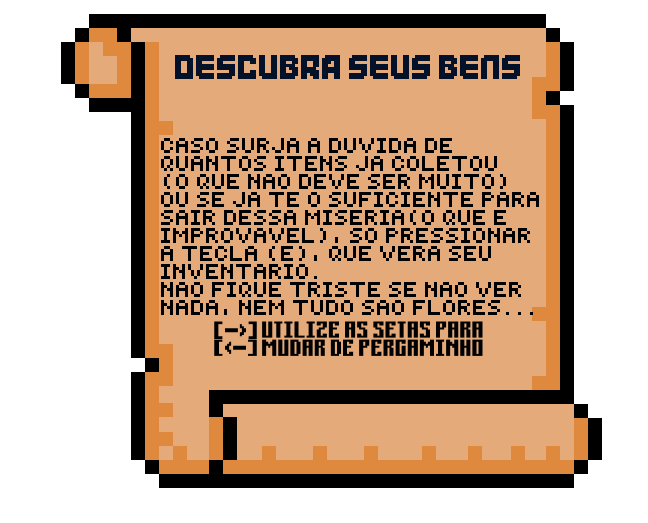 DESCUBRA SEUS BENS
CASO SURJA A DUVIDA DE
QUANTOS ITENS JA COLETOU
(O QUE NAO DEVE SER MUITO)
OU SE JA TE O SUFICIENTE PARA
SAIR DESSA MISERIA(O QUE E
IMPROVAVEL), SO PRESSIONAR
A TECLA (E), QUE VERA SEU
INVENTARIO.
NAO FIQUE TRISTE SE NAO VER
NADA, NEM TUDO SAO FLORES...
[->] UTILIZE AS SETAS PARA
[<-] MUDAR DE PERGAMINHO